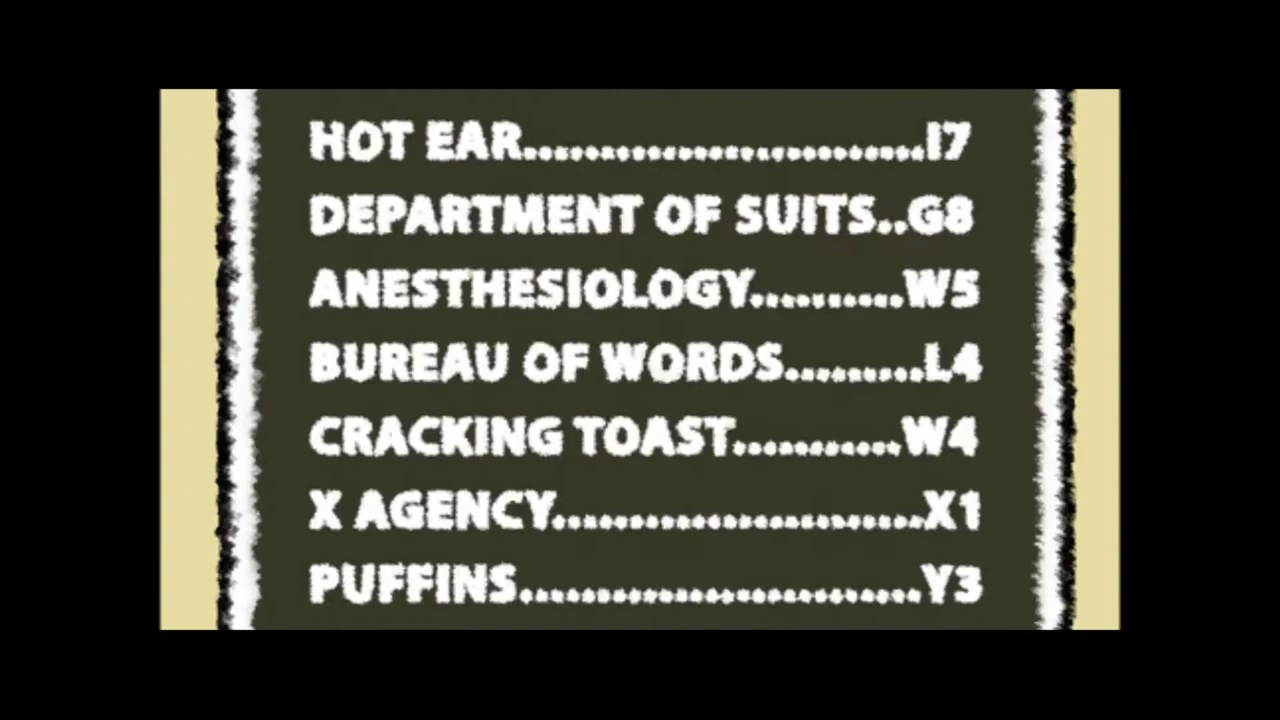 HOT EAR............................I7
DEPARTMENT OF SUITS..G8
ANESTHESIOLOGY..........W5
BUREAU OF WORDS.........L4
CRACKING TOAST...........W4
X AGENCY........................X1
PUFFINS..........................Y3